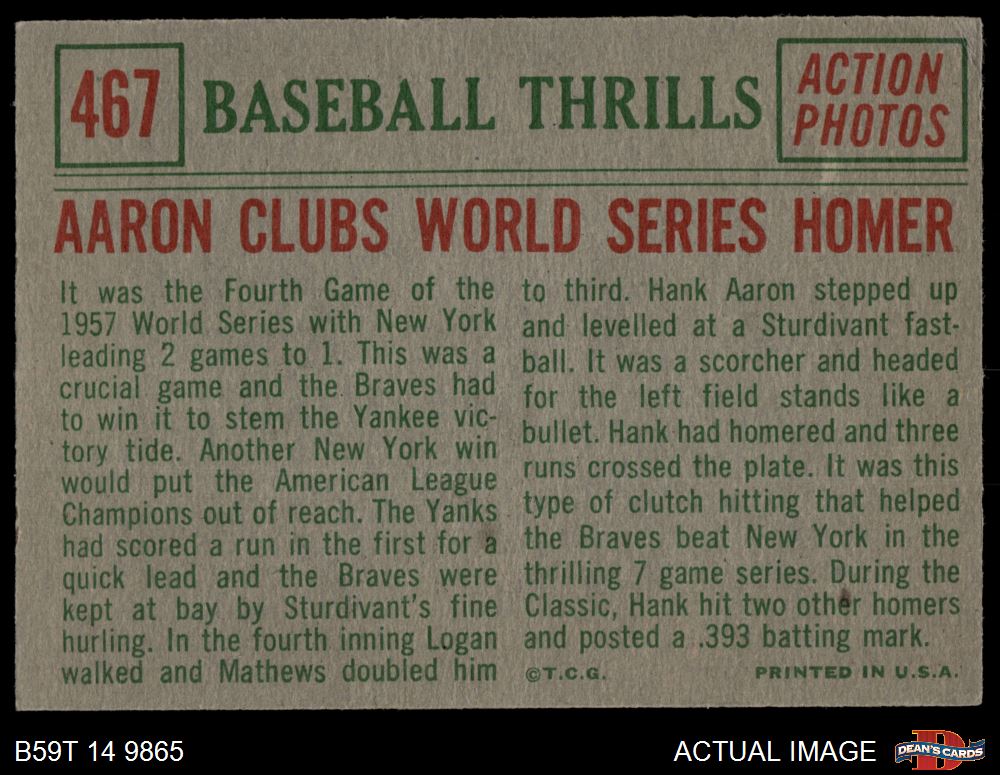 467
BASEBALL THRILLS
ACTION
PHOTOS
AARON CLUBS WORLD SERIES HOMER
It was the Fourth Game of the
1957 World Series with New York
leading 2 games to 1. This was a
crucial game and the Braves had
to win it to stem the Yankee vic-
tory tide. Another New York win
would put the American League
Champions out of reach. The Yanks
had scored a run in the first for a
quick lead and the Braves were
kept at bay by Sturdivant's fine
hurling. In the fourth inning Logan
walked and Mathews doubled him
to third. Hank Aaron stepped up
and levelled at a Sturdivant fast-
ball. It was a scorcher and headed
for the left field stands like a
bullet. Hank had homered and three
runs crossed the plate. It was this
type of clutch hitting that helped
the Braves beat New York in the
thrilling 7 game series. During the
Classic, Hank hit two other homers
and posted a .393 batting mark.
©T.C.G. PRINTED IN U.S.A.
B59T 14 9865
ACTUAL IMAGE
DEAN'S CARDS